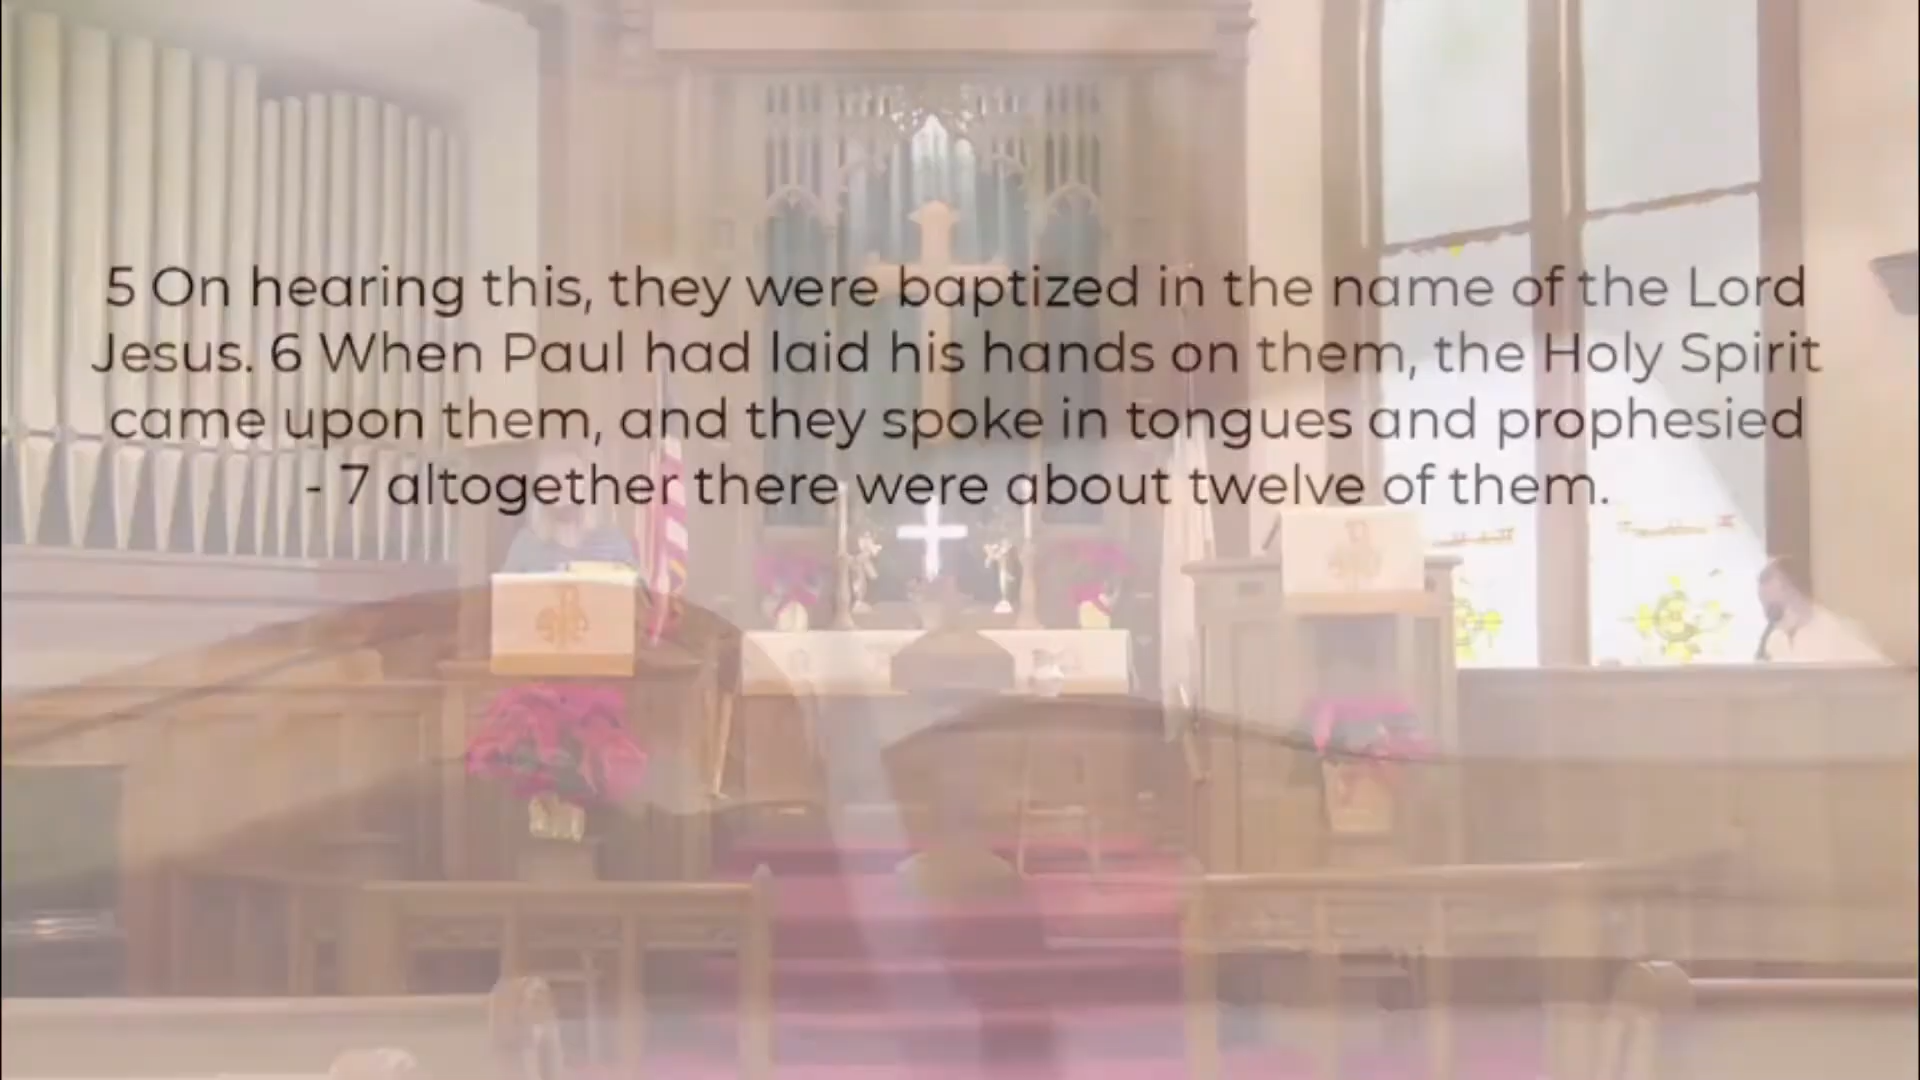 5 On hearing this, they were baptized in the name of the Lord
Jesus. 6 When Paul had laid his hands on them, the Holy Spirit
came upon them, and they spoke in tongues and prophesied
- 7 altogether there were about twelve of them.